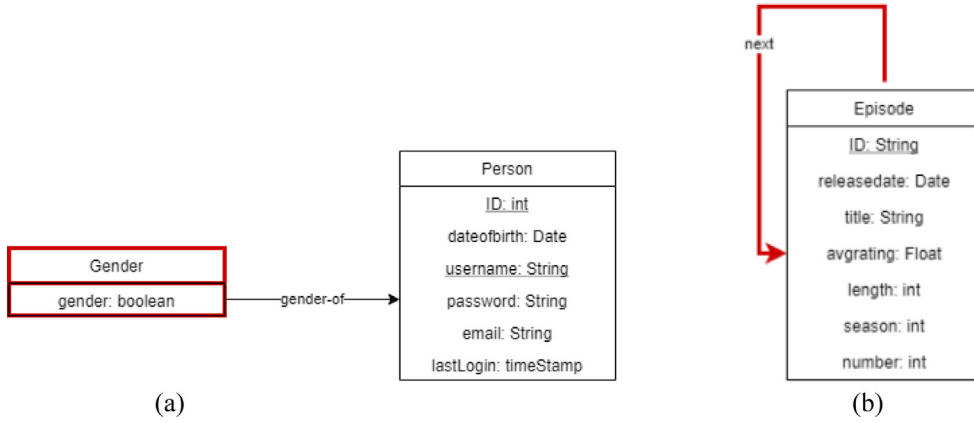 Gender
gender: boolean
gender-of
Person
ID: int
dateofbirth: Date
username: String
password: String
email: String
lastLogin: timeStamp
(a)
next
Episode
ID: String
releasedate: Date
title: String
avgrating: Float
length: int
season: int
number: int
(b)